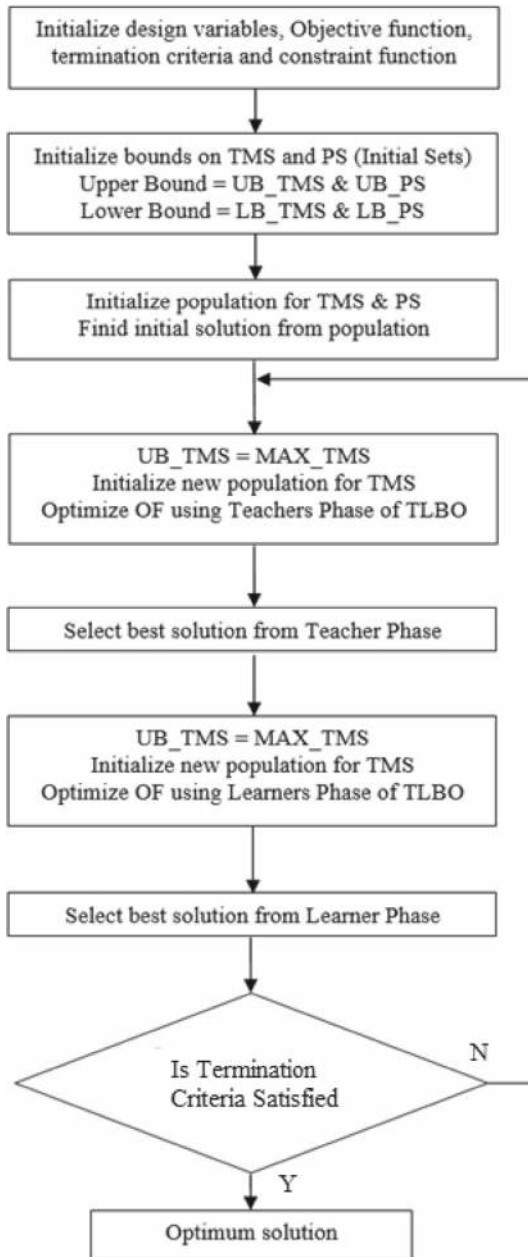 Initialize design variables, Objective function,
termination criteria and constraint function
Initialize bounds on TMS and PS (Initial Sets)
Upper Bound = UB_TMS & UB_PS
Lower Bound = LB_TMS & LB_PS
Initialize population for TMS & PS
Finid initial solution from population
UB_TMS = MAX_TMS
Initialize new population for TMS
Optimize OF using Teachers Phase of TLBO
Select best solution from Teacher Phase
UB_TMS = MAX_TMS
Initialize new population for TMS
Optimize OF using Learners Phase of TLBO
Select best solution from Learner Phase
Is Termination
Criteria Satisfied
N
Y
Optimum solution